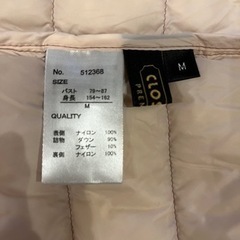 No. 512368
SIZE
バスト 79~87
身長 154~162
M
QUALITY
表側 ナイロン 100%
詰物 ダウン 90%
フェザー 10%
裏側 ナイロン 100%
CLO
PRE
M